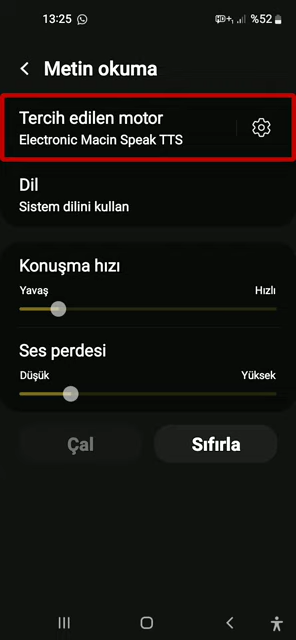 13:25
%52
Metin okuma
Tercih edilen motor
Electronic Macin Speak TTS
Dil
Sistem dilini kullan
Konuşma hızı
Yavaş Hızlı
Ses perdesi
Düşük Yüksek
Çal Sıfırla